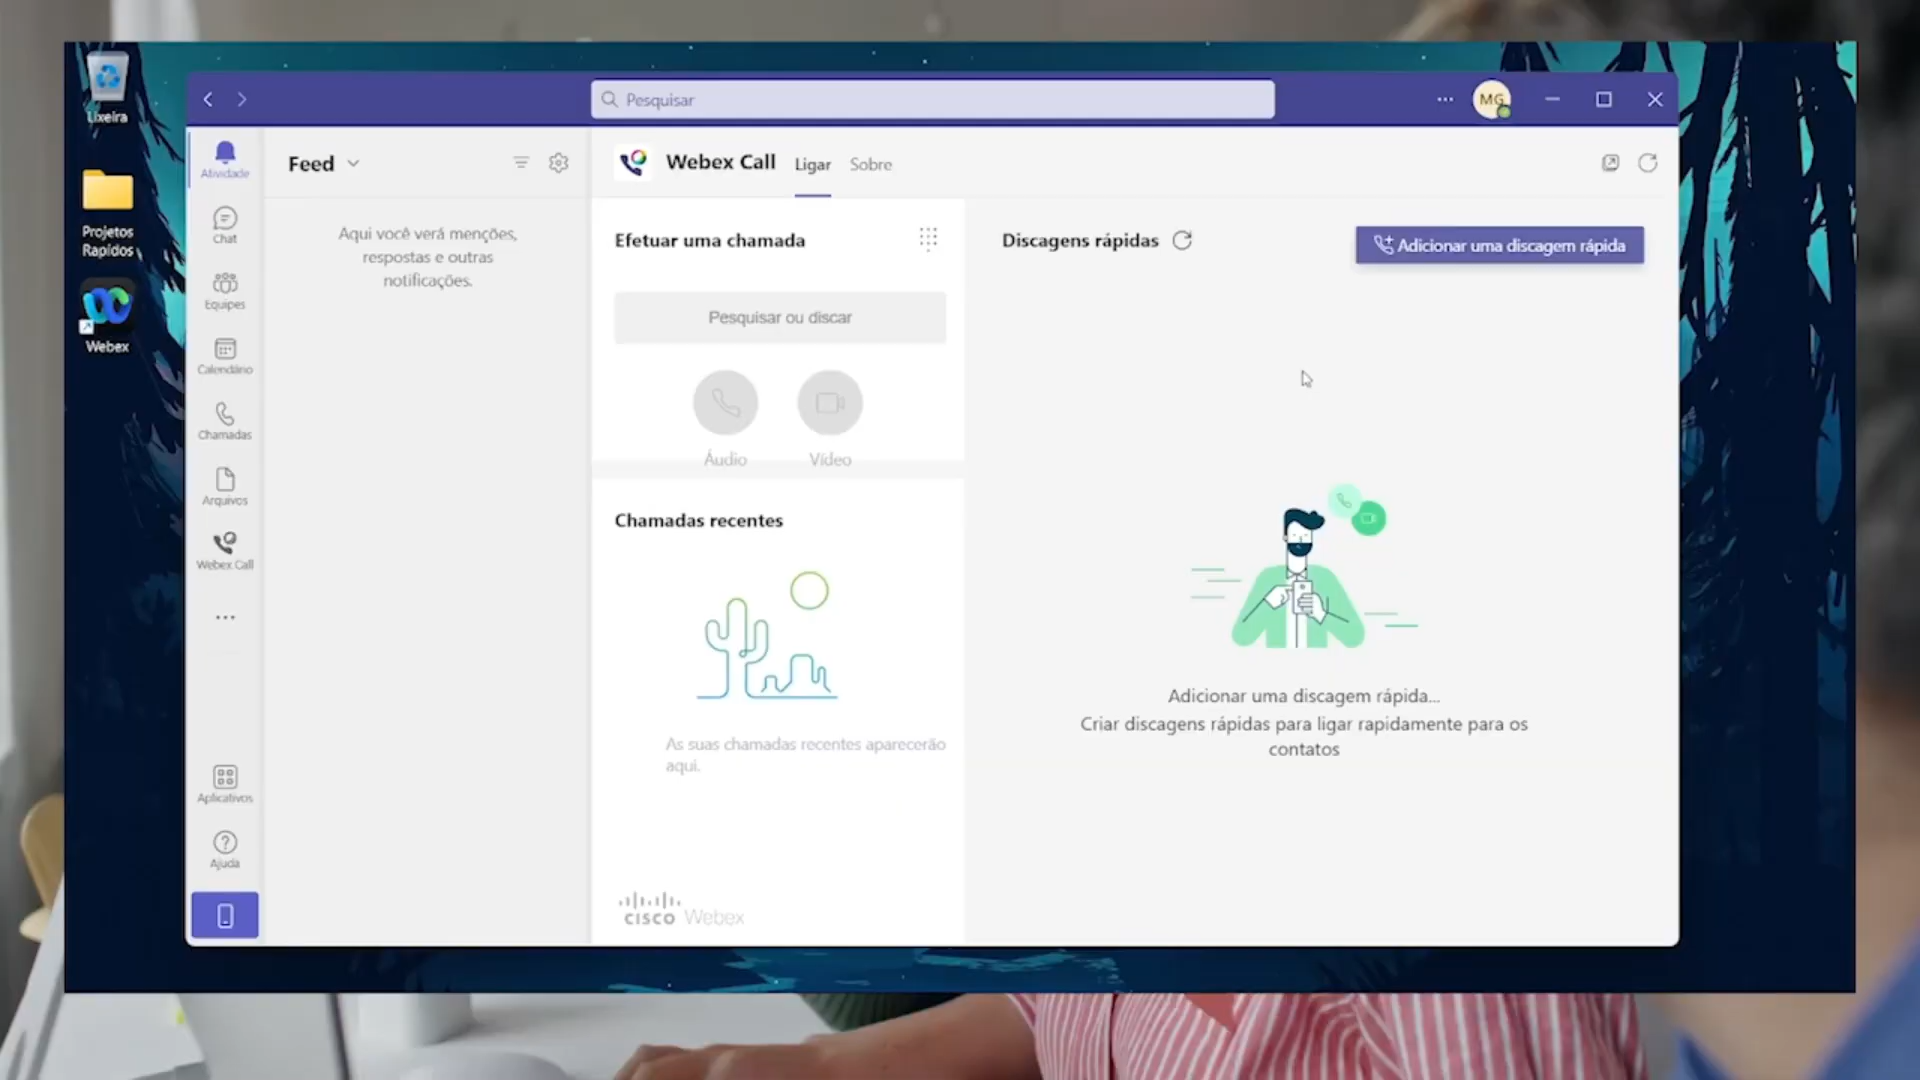 Lixeira
Projetos
Rapidos
Webex
Pesquisar
MG
Atividade
Chat
Equipes
Calendário
Chamadas
Arquivos
Webex Call
Aplicativos
Ajuda
Feed
Aqui você verá menções,
respostas e outras
notificações.
Webex Call
Ligar
Sobre
Efetuar uma chamada
Pesquisar ou discar
Áudio
Vídeo
Chamadas recentes
As suas chamadas recentes aparecerão
aqui.
CISCO Webex
Discagens rápidas
Adicionar uma discagem rápida
Adicionar uma discagem rápida...
Criar discagens rápidas para ligar rapidamente para os
contatos